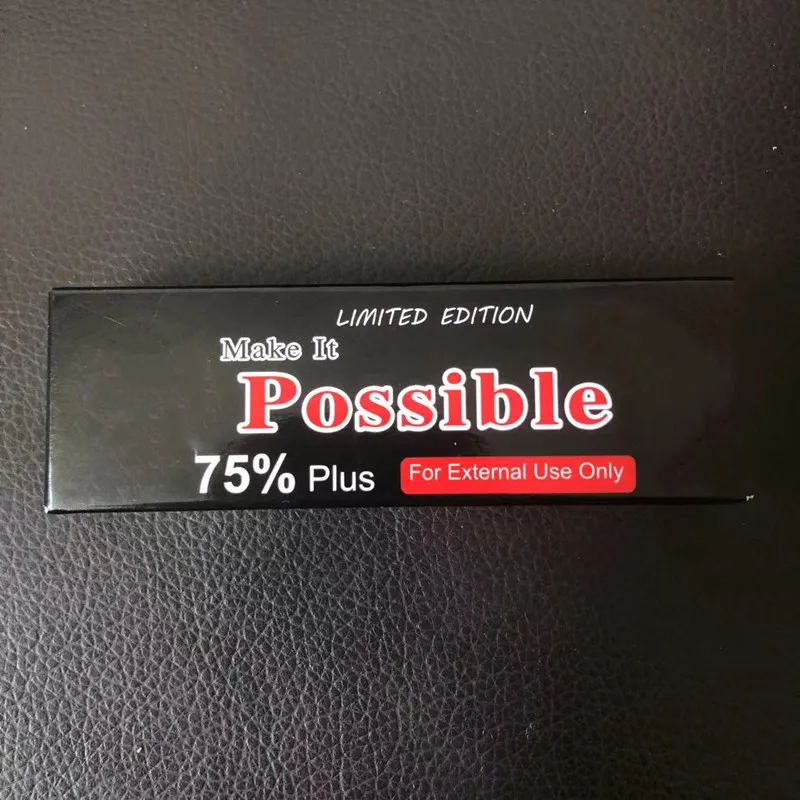 LIMITED EDITION
Make It
Possible
75% Plus For External Use Only